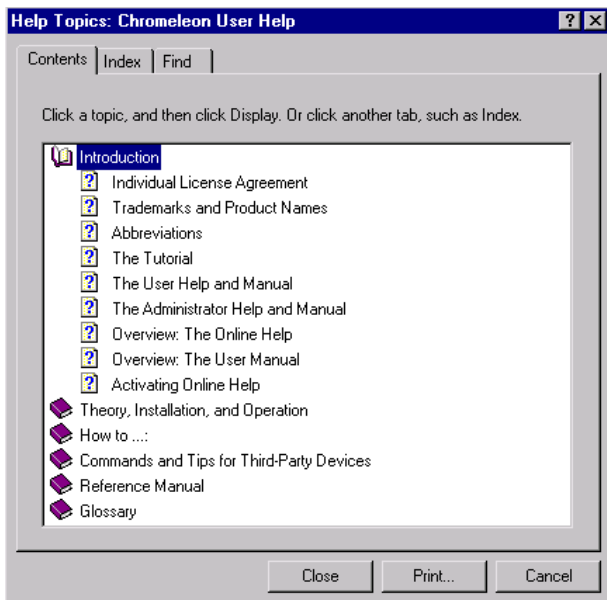 Help Topics: Chromeleon User Help
Contents Index Find
Click a topic, and then click Display. Or click another tab, such as Index.
Introduction
Individual License Agreement
Trademarks and Product Names
Abbreviations
The Tutorial
The User Help and Manual
The Administrator Help and Manual
Overview: The Online Help
Overview: The User Manual
Activating Online Help
Theory, Installation, and Operation
How to ...:
Commands and Tips for Third-Party Devices
Reference Manual
Glossary
Close Print... Cancel